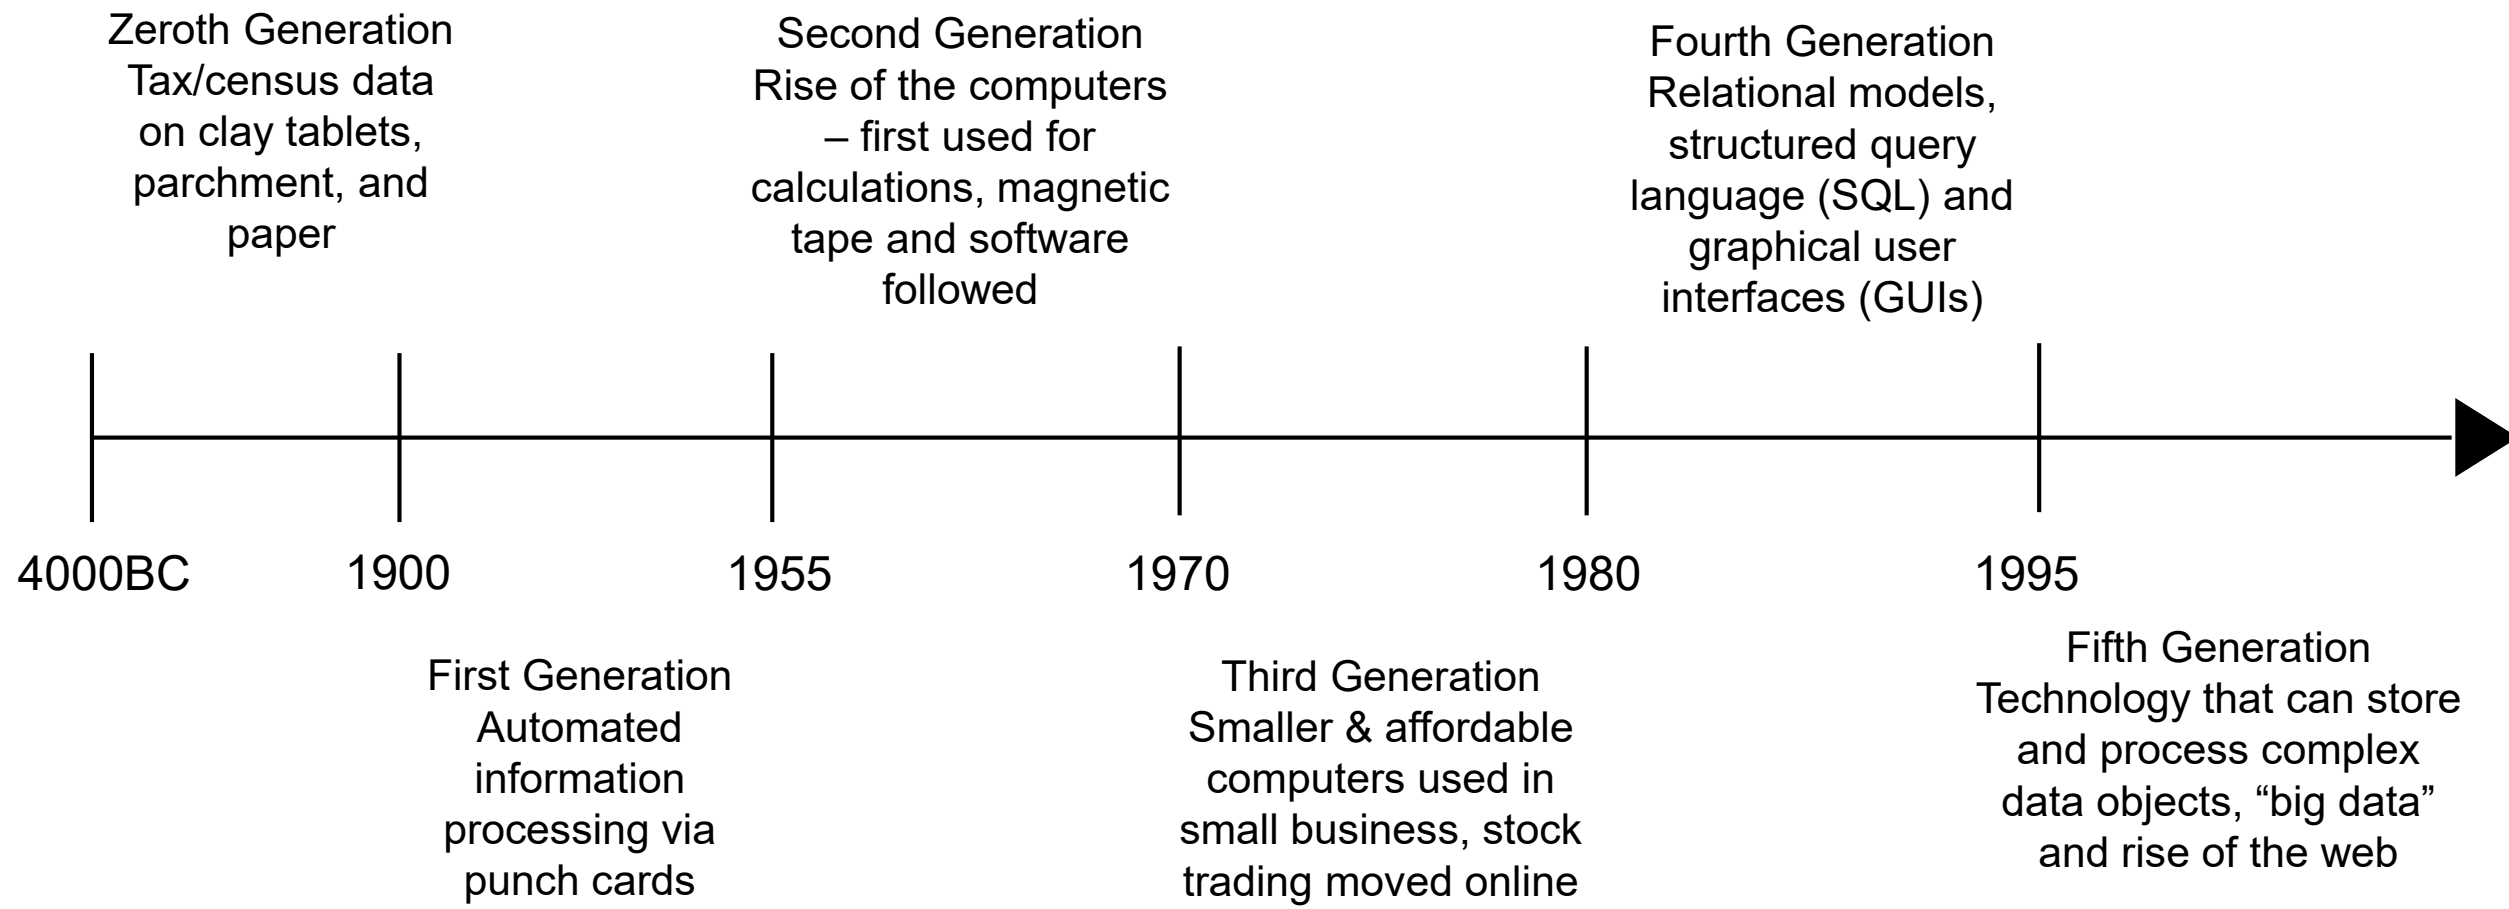 Zeroth Generation
Tax/census data
on clay tablets,
parchment, and
paper
Second Generation
Rise of the computers
– first used for
calculations, magnetic
tape and software
followed
Fourth Generation
Relational models,
structured query
language (SQL) and
graphical user
interfaces (GUIs)
4000BC
1900
1955
1970
1980
1995
First Generation
Automated
information
processing via
punch cards
Third Generation
Smaller & affordable
computers used in
small business, stock
trading moved online
Fifth Generation
Technology that can store
and process complex
data objects, “big data”
and rise of the web